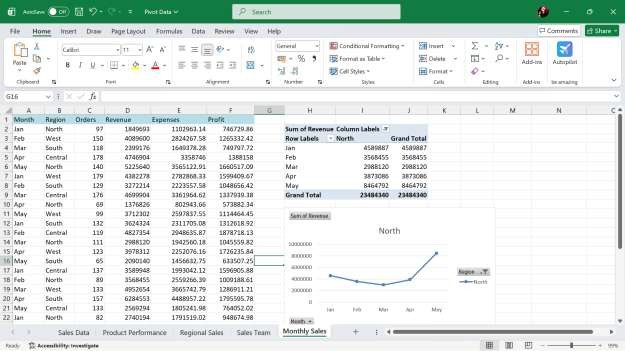 AutoSave Off Pivot Data Search
File Home Insert Draw Page Layout Formulas Data Review View Insert Help Comments Share
Paste Calibri 11 General Conditional Formatting Insert
B I U Format as Table Delete Add-ins Autopilot
Cell Styles Format
Clipboard Font Alignment Number Styles Cells Editing Add-ins be amazing
G16 fx
A B C D E F G H I J K L M N
1 Month Region Orders Revenue Expenses Profit
2 Jan North 97 1849693 1102963.14 746729.86 Sum of Revenue Column Labels
3 Feb West 150 4089600 2824267.58 1265332.42 Row Labels North Grand Total
4 Mar South 118 2399176 1649378.28 749797.72 Jan 4589887 4589887
5 Apr Central 178 4746904 3358746 1388158 Feb 3568455 3568455
6 May North 140 5225640 3565122.91 1660517.09 Mar 2988120 2988120
7 Jan West 179 4382278 2782868.33 1599409.67 Apr 3873086 3873086
8 Feb South 129 3272214 2223557.58 1048656.42 May 8464792 8464792
9 Mar Central 176 4699904 3361964.62 1337939.38 Grand Total 23484340 23484340
10 Apr North 69 1376826 802943.66 573882.34
11 May West 99 3712302 2597837.55 1114464.45 Sum of Revenue
12 Jan South 132 3624324 2311705.08 1312618.92
13 Feb Central 119 4827354 2948635.87 1878718.13 North
14 Mar North 111 2988120 1942560.18 1045559.82 10000000
15 Apr West 123 3978312 2252076.16 1726235.84 8000000
16 May South 65 2090140 1456632.75 633507.25 6000000
17 Jan Central 137 3589948 1993042.12 1596905.88 4000000 Region
18 Feb North 89 3568455 2559266.39 1009188.61 2000000 North
19 Mar West 133 4952654 3665742.79 1286911.21 0
20 Apr South 157 6284553 4488957.22 1795595.78 Jan Feb Mar Apr May
21 May Central 133 2569294 1805241.98 764052.02
22 Jan North 82 2740194 1791519.02 948674.98 Month
Sales Data Product Performance Regional Sales Sales Team Monthly Sales
Ready Accessibility: Investigate 99%